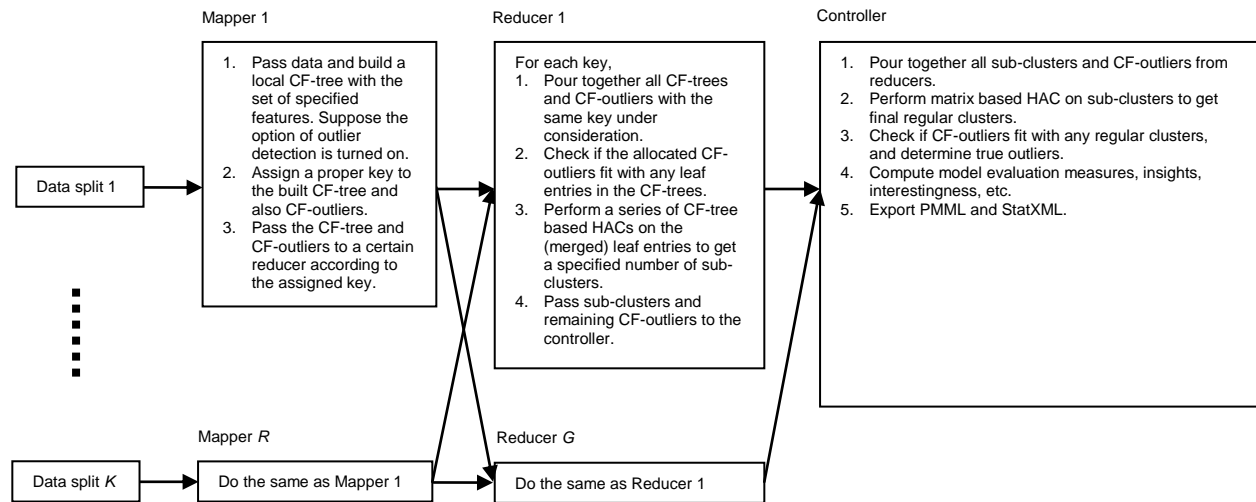 Mapper 1
Reducer 1
Controller
Data split 1
1. Pass data and build a
local CF-tree with the
set of specified
features. Suppose the
option of outlier
detection is turned on.
2. Assign a proper key to
the built CF-tree and
also CF-outliers.
3. Pass the CF-tree and
CF-outliers to a certain
reducer according to
the assigned key.
For each key,
1. Pour together all CF-trees
and CF-outliers with the
same key under
consideration.
2. Check if the allocated CF-
outliers fit with any leaf
entries in the CF-trees.
3. Perform a series of CF-tree
based HACs on the
(merged) leaf entries to get
a specified number of sub-
clusters.
4. Pass sub-clusters and
remaining CF-outliers to the
controller.
1. Pour together all sub-clusters and CF-outliers from
reducers.
2. Perform matrix based HAC on sub-clusters to get
final regular clusters.
3. Check if CF-outliers fit with any regular clusters,
and determine true outliers.
4. Compute model evaluation measures, insights,
interestingness, etc.
5. Export PMML and StatXML.
Mapper R
Reducer G
Data split K
Do the same as Mapper 1
Do the same as Reducer 1